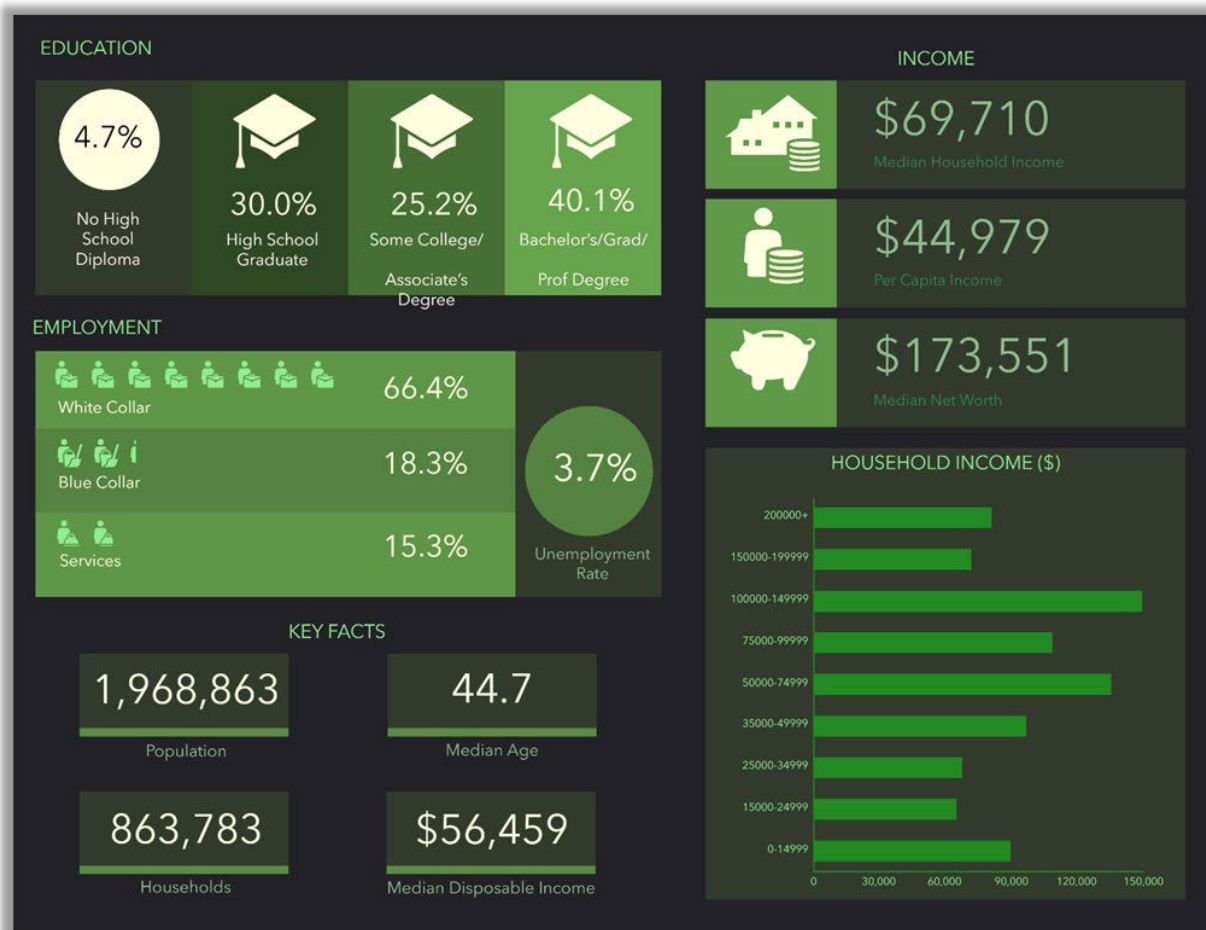 EDUCATION
4.7%
No High
School
Diploma
30.0%
High School
Graduate
25.2%
Some College/
Associate's
Degree
40.1%
Bachelor's/Grad/
Prof Degree
EMPLOYMENT
White Collar
66.4%
Blue Collar
18.3%
Services
15.3%
3.7%
Unemployment
Rate
KEY FACTS
1,968,863
Population
44.7
Median Age
863,783
Households
$56,459
Median Disposable Income
INCOME
$69,710
Median Household Income
$44,979
Per Capita Income
$173,551
Median Net Worth
HOUSEHOLD INCOME ($)
200000+
150000-199999
100000-149999
75000-99999
50000-74999
35000-49999
25000-34999
15000-24999
0-14999
0 30,000 60,000 90,000 120,000 150,000